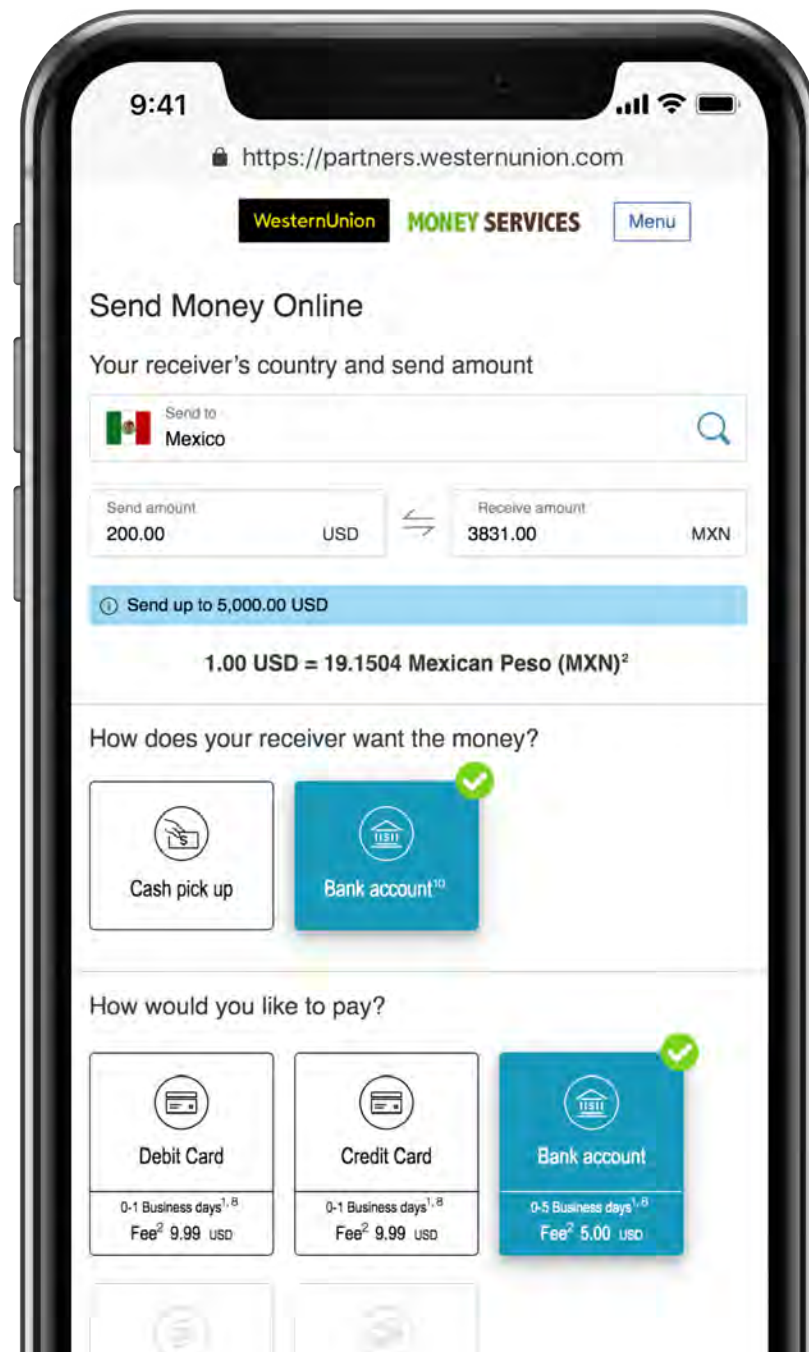 9:41
https://partners.westernunion.com
WesternUnion MONEY SERVICES Menu
Send Money Online
Your receiver's country and send amount
Send to
Mexico
Send amount
200.00 USD
Receive amount
3831.00 MXN
Send up to 5,000.00 USD
1.00 USD = 19.1504 Mexican Peso (MXN)²
How does your receiver want the money?
Cash pick up
Bank account¹⁰
How would you like to pay?
Debit Card
0-1 Business days¹,⁸
Fee² 9.99 USD
Credit Card
0-1 Business days¹,⁸
Fee² 9.99 USD
Bank account
0-5 Business days¹,⁸
Fee² 5.00 USD